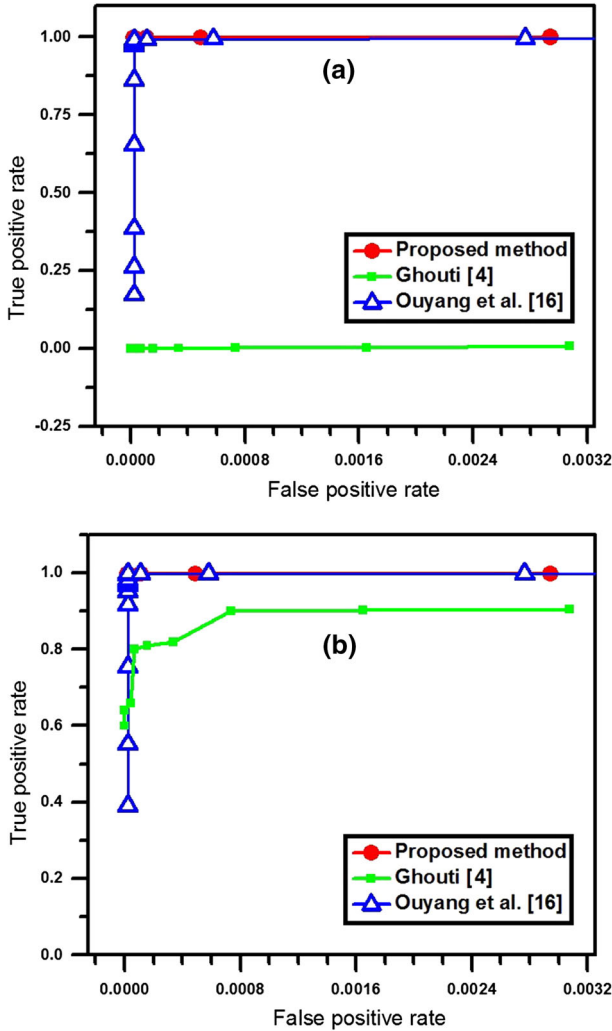 1.00
0.75
0.50
0.25
0.00
-0.25
True positive rate
(a)
Proposed method
Ghouti [4]
Ouyang et al. [16]
0.0000 0.0008 0.0016 0.0024 0.0032
False positive rate
1.0
0.8
0.6
0.4
0.2
0.0
True positive rate
(b)
Proposed method
Ghouti [4]
Ouyang et al. [16]
0.0000 0.0008 0.0016 0.0024 0.0032
False positive rate